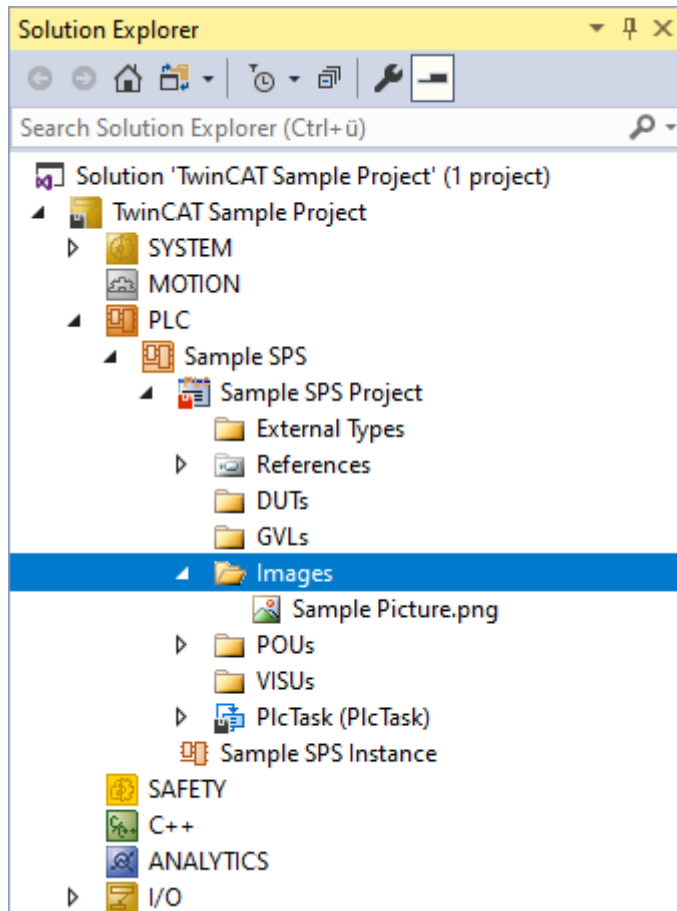 Solution Explorer
Search Solution Explorer (Ctrl+ü)
Solution 'TwinCAT Sample Project' (1 project)
TwinCAT Sample Project
SYSTEM
MOTION
PLC
Sample SPS
Sample SPS Project
External Types
References
DUTs
GVLs
Images
Sample Picture.png
POUs
VISUs
PlcTask (PlcTask)
Sample SPS Instance
SAFETY
C++
ANALYTICS
I/O